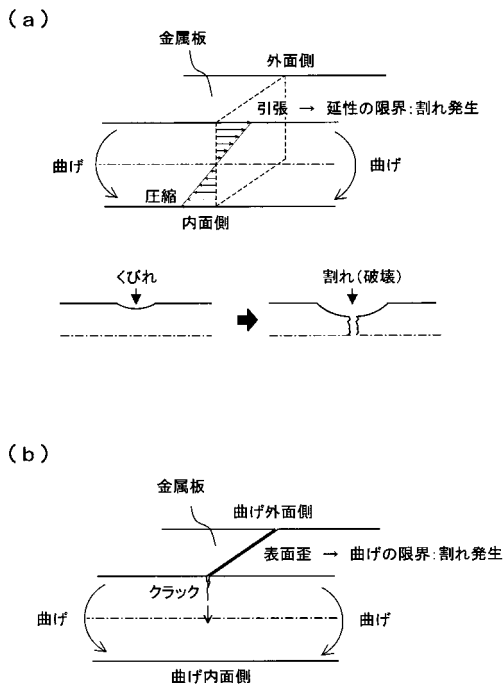 (a)
金属板
外面側
引張 → 延性の限界:割れ発生
曲げ
曲げ
圧縮
内面側
くびれ
割れ(破壊)
(b)
金属板
曲げ外面側
表面歪 → 曲げの限界:割れ発生
クラック
曲げ
曲げ
曲げ内面側